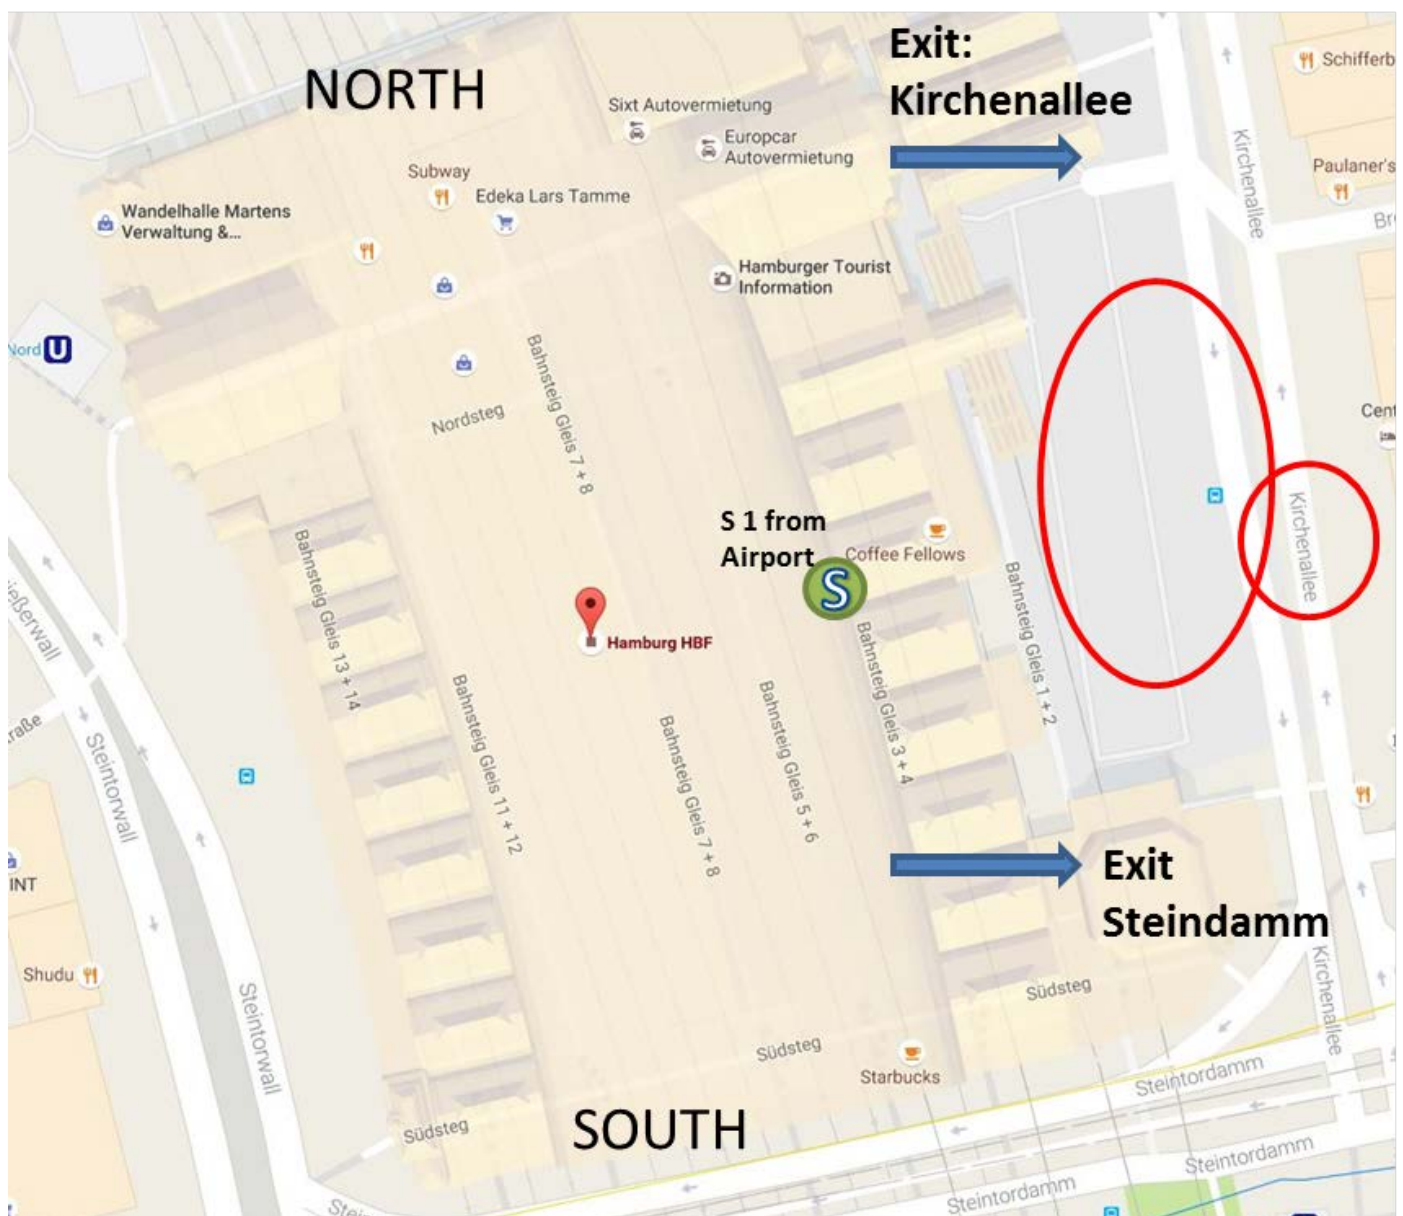 Exit:
Kirchenallee
NORTH
Sixt Autovermietung
Europcar
Autovermietung
Schifferb
Kirchenallee
Paulaner's
Subway
Edeka Lars Tamme
Wandelhalle Martens
Verwaltung &...
Hamburger Tourist
Information
Nord U
Bahnsteig Gleis 7 + 8
Nordsteg
Cent
S 1 from
Airport
S
Coffee Fellows
Kirchenallee
Bahnsteig Gleis 13 + 14
Bahnsteig Gleis 1 + 2
Hamburg HBF
Bahnsteig Gleis 3 + 4
Bahnsteig Gleis 11 + 12
Bahnsteig Gleis 5 + 6
Bahnsteig Gleis 7 + 8
ießerwall
raße
Steintorwall
INT
Exit
Steindamm
Shudu
Steintorwall
Kirchenallee
Südsteg
Südsteg
Starbucks
Steintordamm
SOUTH
Südsteg
Steintordamm
Steintordamm